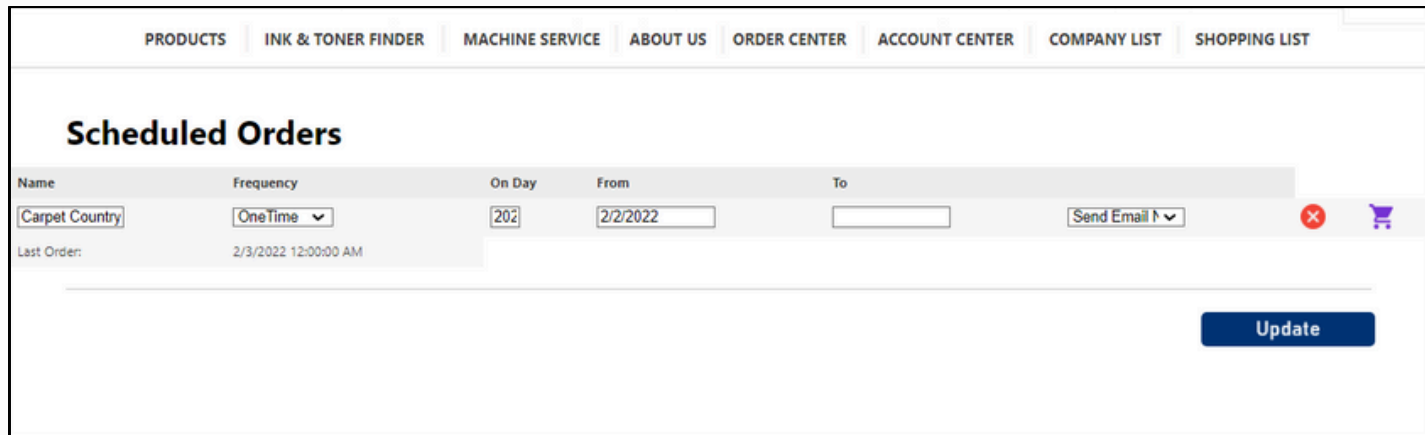 PRODUCTS INK & TONER FINDER MACHINE SERVICE ABOUT US ORDER CENTER ACCOUNT CENTER COMPANY LIST SHOPPING LIST
Scheduled Orders
Name Frequency On Day From To
Carpet Country OneTime 202 2/2/2022 Send Email
Last Order: 2/3/2022 12:00:00 AM
Update